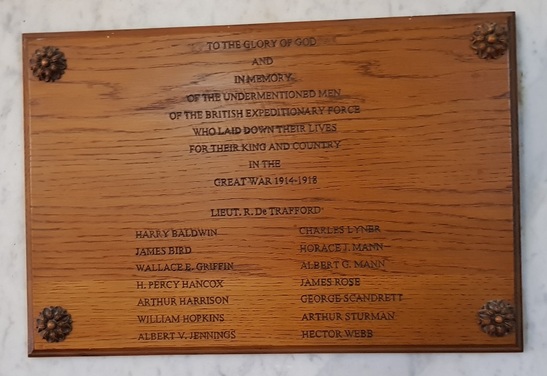 TO THE GLORY OF GOD
AND
IN MEMORY
OF THE UNDERMENTIONED MEN
OF THE BRITISH EXPEDITIONARY FORCE
WHO LAID DOWN THEIR LIVES
FOR THEIR KING AND COUNTRY
IN THE
GREAT WAR 1914-1918
LIEUT. R. De TRAFFORD
HARRY BALDWIN
JAMES BIRD
WALLACE E. GRIFFIN
H. PERCY HANCOX
ARTHUR HARRISON
WILLIAM HOPKINS
ALBERT V. JENNINGS
CHARLES LYNER
HORACE J. MANN
ALBERT G. MANN
JAMES ROSE
GEORGE SCANDRETT
ARTHUR STURMAN
HECTOR WEBB